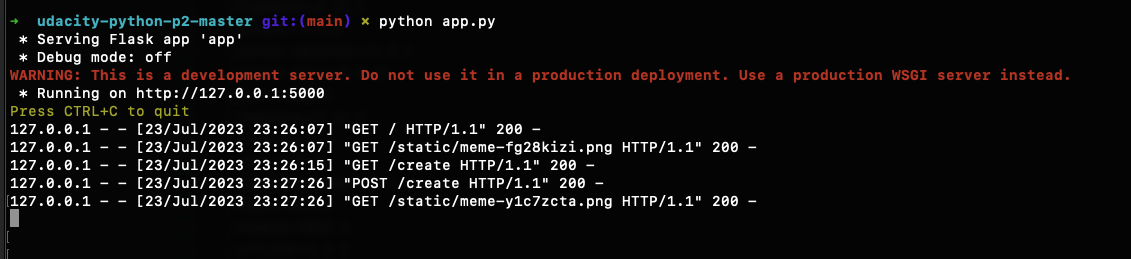 ➜ udacity-python-p2-master git:(main) × python app.py
* Serving Flask app 'app'
* Debug mode: off
WARNING: This is a development server. Do not use it in a production deployment. Use a production WSGI server instead.
* Running on http://127.0.0.1:5000
Press CTRL+C to quit
127.0.0.1 - - [23/Jul/2023 23:26:07] "GET / HTTP/1.1" 200 -
127.0.0.1 - - [23/Jul/2023 23:26:07] "GET /static/meme-fg28kizi.png HTTP/1.1" 200 -
127.0.0.1 - - [23/Jul/2023 23:26:15] "GET /create HTTP/1.1" 200 -
127.0.0.1 - - [23/Jul/2023 23:27:26] "POST /create HTTP/1.1" 200 -
127.0.0.1 - - [23/Jul/2023 23:27:26] "GET /static/meme-y1c7zcta.png HTTP/1.1" 200 -